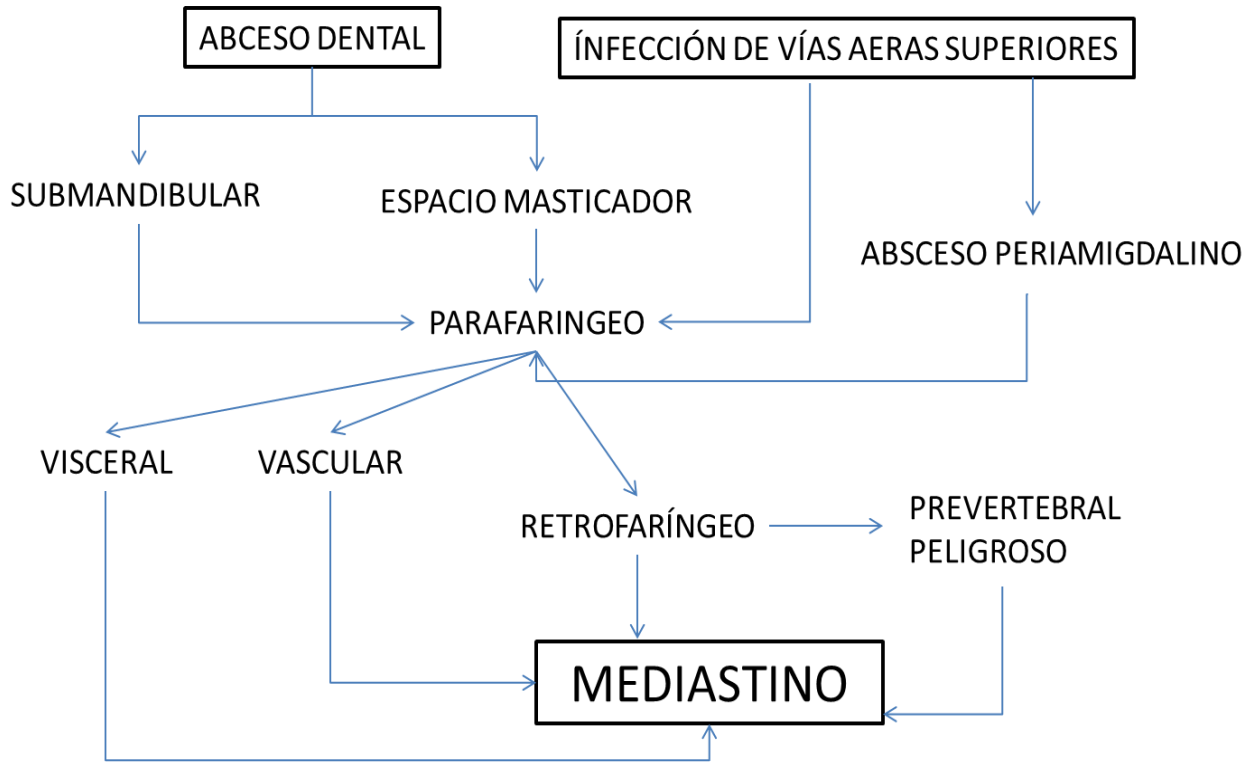 ABCESO DENTAL
ÍNFECCIÓN DE VÍAS AERAS SUPERIORES
SUBMANDIBULAR
ESPACIO MASTICADOR
ABSCESO PERIAMIGDALINO
PARAFARINGEO
VISCERAL
VASCULAR
RETROFARÍNGEO
PREVERTEBRAL
PELIGROSO
MEDIASTINO